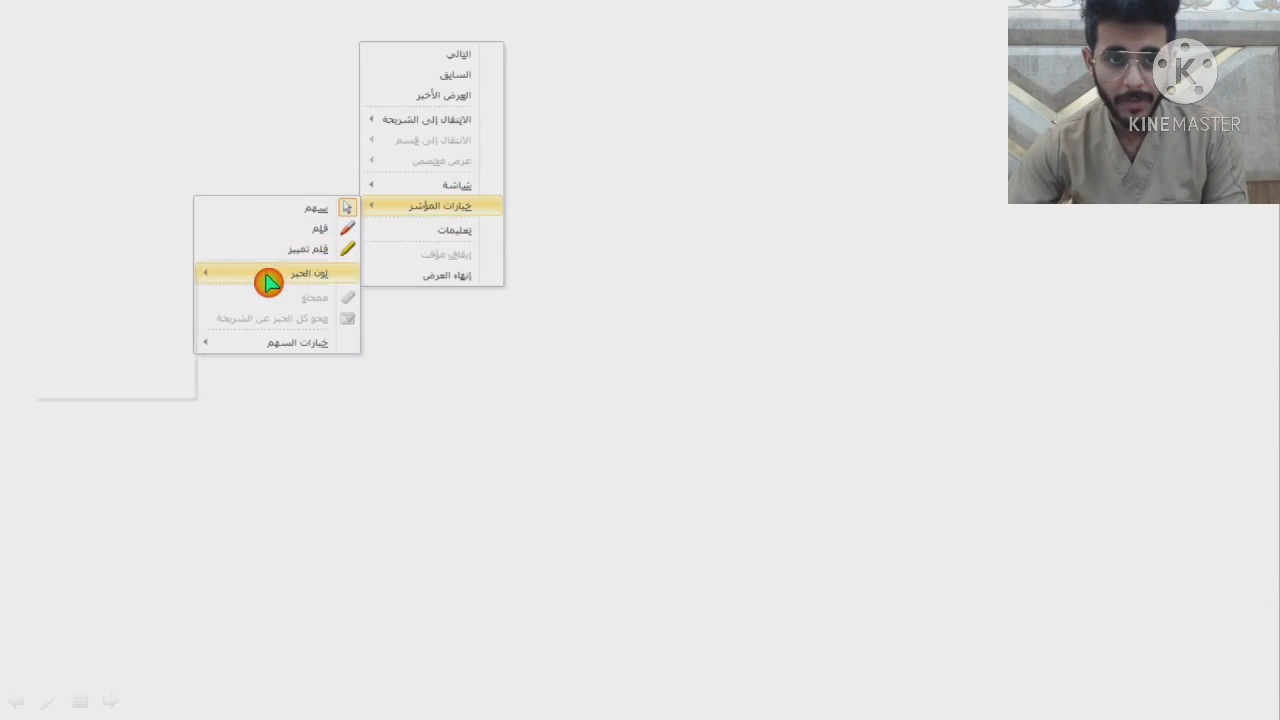 التالي
السابق
العرض الأخير
الانتقال إلى الشريحة
الانتقال إلى قسم
عرض مخصص
شاشة
خيارات المؤشر
تعليمات
إيقاف مؤقت
إنهاء العرض
سهم
قلم
قلم تمييز
لون الحبر
ممحاة
محو كل الحبر عن الشريحة
خيارات السهم
K
KINEMASTER